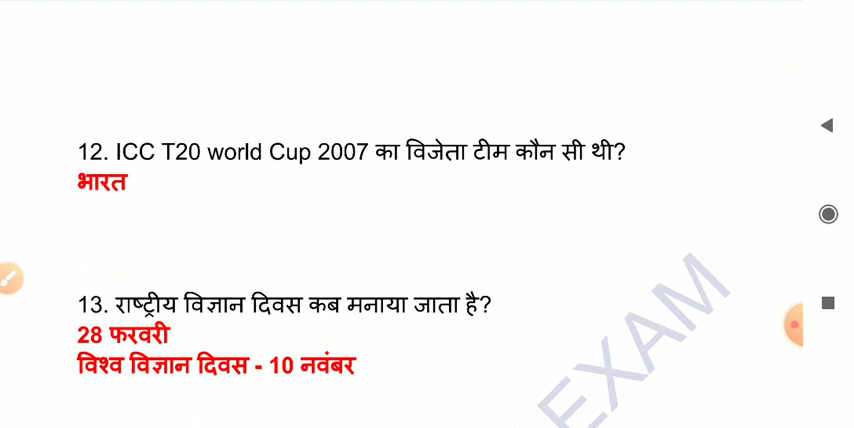 12. ICC T20 world Cup 2007 का विजेता टीम कौन सी थी?
भारत
13. राष्ट्रीय विज्ञान दिवस कब मनाया जाता है?
28 फरवरी
विश्व विज्ञान दिवस - 10 नवंबर
EXAM